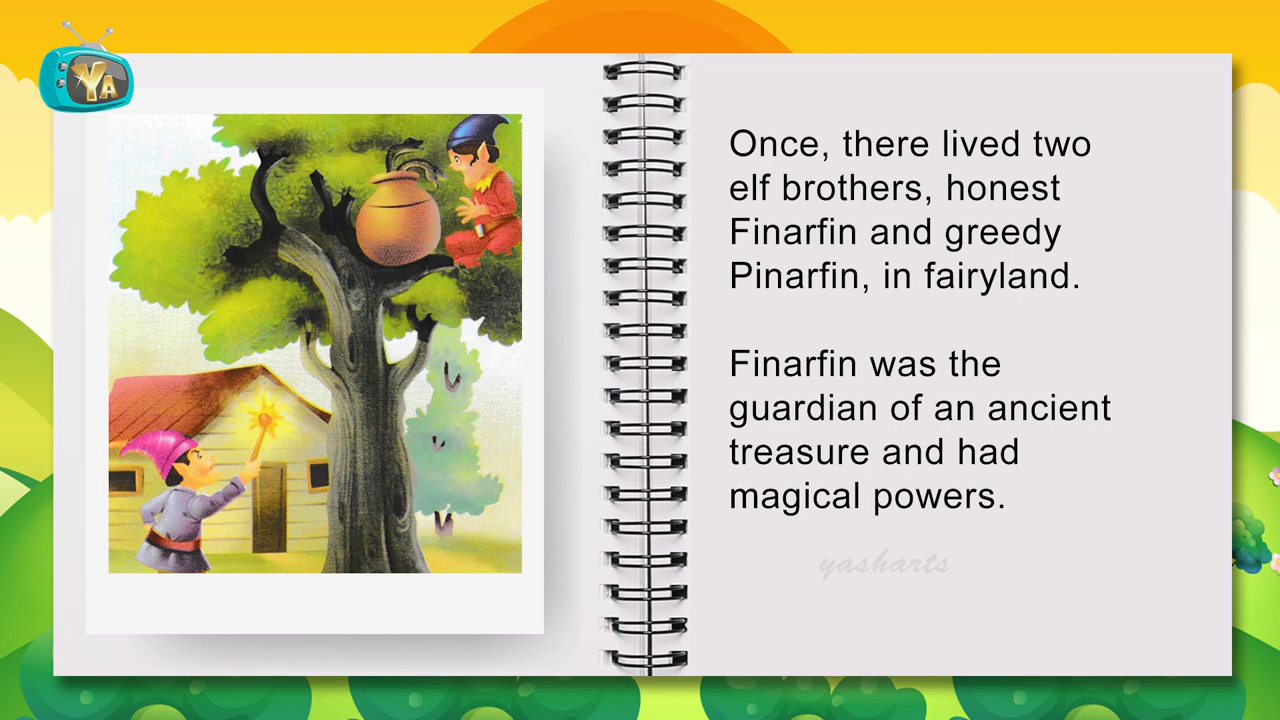 YA
Once, there lived two
elf brothers, honest
Finarfin and greedy
Pinarfin, in fairyland.
Finarfin was the
guardian of an ancient
treasure and had
magical powers.
yasharts